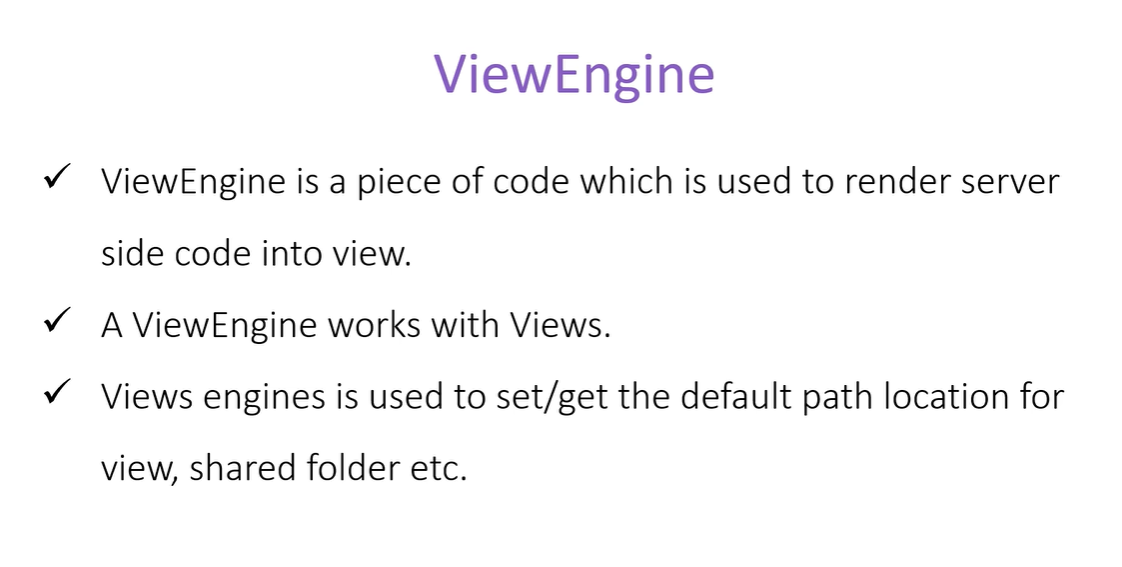 ViewEngine
✓ ViewEngine is a piece of code which is used to render server
side code into view.
✓ A ViewEngine works with Views.
✓ Views engines is used to set/get the default path location for
view, shared folder etc.